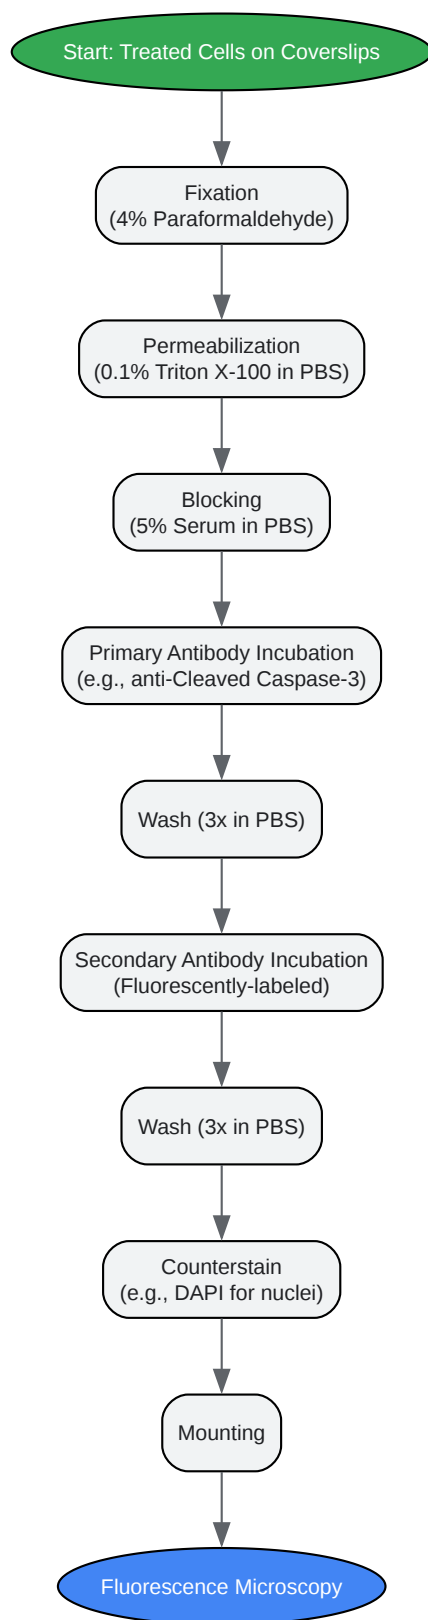 Start: Treated Cells on Coverslips
Fixation
(4% Paraformaldehyde)
Permeabilization
(0.1% Triton X-100 in PBS)
Blocking
(5% Serum in PBS)
Primary Antibody Incubation
(e.g., anti-Cleaved Caspase-3)
Wash (3x in PBS)
Secondary Antibody Incubation
(Fluorescently-labeled)
Wash (3x in PBS)
Counterstain
(e.g., DAPI for nuclei)
Mounting
Fluorescence Microscopy